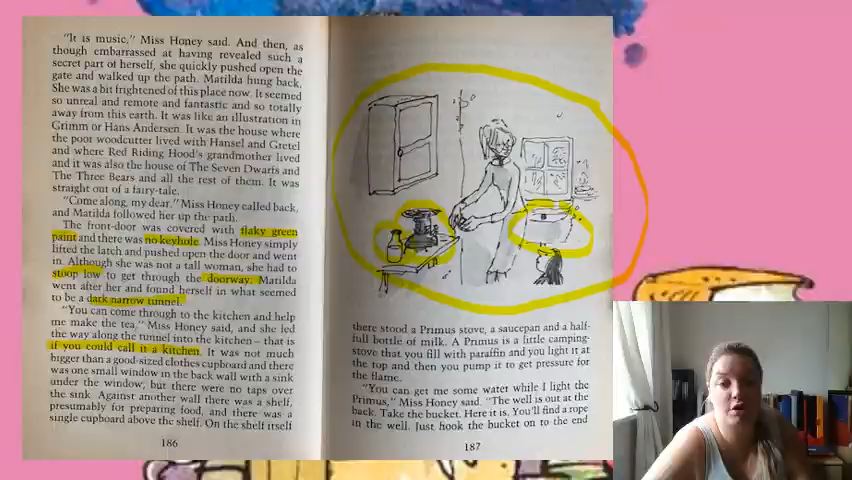 "It is music," Miss Honey said. And then, as
though embarrassed at having revealed such a
secret part of herself, she quickly pushed open the
gate and walked up the path. Matilda hung back.
She was a bit frightened of this place now. It seemed
so unreal and remote and fantastic and so totally
away from this earth. It was like an illustration in
Grimm or Hans Andersen. It was the house where
the poor woodcutter lived with Hansel and Gretel
and where Red Riding Hood's grandmother lived
and it was also the house of The Seven Dwarfs and
The Three Bears and all the rest of them. It was
straight out of a fairy-tale.
"Come along, my dear," Miss Honey called back,
and Matilda followed her up the path.
The front-door was covered with flaky green
paint and there was no keyhole. Miss Honey simply
lifted the latch and pushed open the door and went
in. Although she was not a tall woman, she had to
stoop low to get through the doorway. Matilda
went after her and found herself in what seemed
to be a dark narrow tunnel.
"You can come through to the kitchen and help
me make the tea," Miss Honey said, and she led
the way along the tunnel into the kitchen – that is
if you could call it a kitchen. It was not much
bigger than a good-sized clothes cupboard and there
was one small window in the back wall with a sink
under the window, but there were no taps over
the sink. Against another wall there was a shelf,
presumably for preparing food, and there was a
single cupboard above the shelf. On the shelf itself
186
there stood a Primus stove, a saucepan and a half-
full bottle of milk. A Primus is a little camping-
stove that you fill with paraffin and you light it at
the top and then you pump it to get pressure for
the flame.
"You can get me some water while I light the
Primus," Miss Honey said. "The well is out at the
back. Take the bucket. Here it is. You'll find a rope
in the well. Just hook the bucket on to the end
187